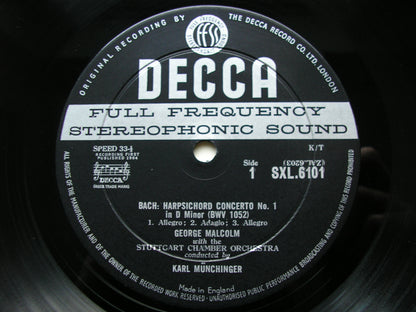 ORIGINAL RECORDING BY THE DECCA RECORD CO. LTD. LONDON
FFSS
DECCA
FULL FREQUENCY
STEREOPHONIC SOUND
SPEED 33⅓
RECORDING FIRST
PUBLISHED 1964
DECCA
TRADE MARKS
K/T
(ZAL.6203)
Side
1
SXL.6101
BACH: HARPSICHORD CONCERTO No. 1
in D Minor (BWV 1052)
1. Allegro; 2. Adagio; 3. Allegro
GEORGE MALCOLM
with the
STUTTGART CHAMBER ORCHESTRA
conducted by
KARL MÜNCHINGER
Made in England
ALL RIGHTS OF THE MANUFACTURER AND OF THE OWNER OF THE RECORDED WORK RESERVED · UNAUTHORISED PUBLIC PERFORMANCE BROADCASTING AND COPYING OF THIS RECORD PROHIBITED